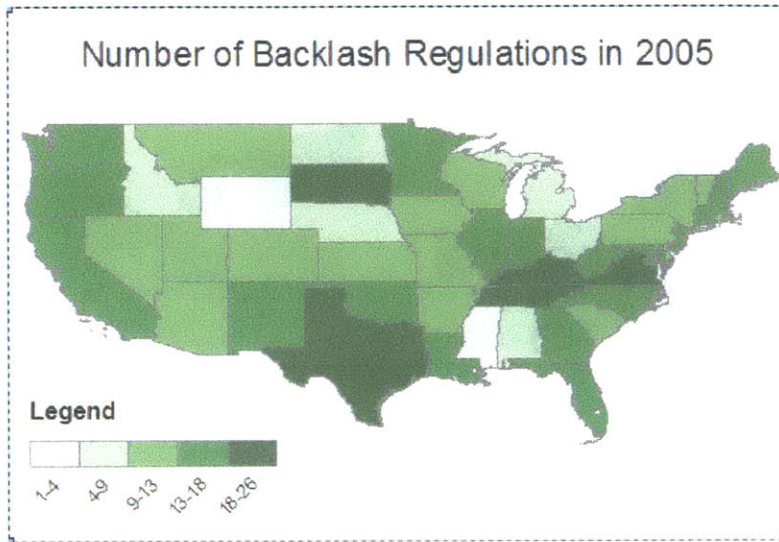 Number of Backlash Regulations in 2005
Legend
1-4
4-9
9-13
13-18
18-26